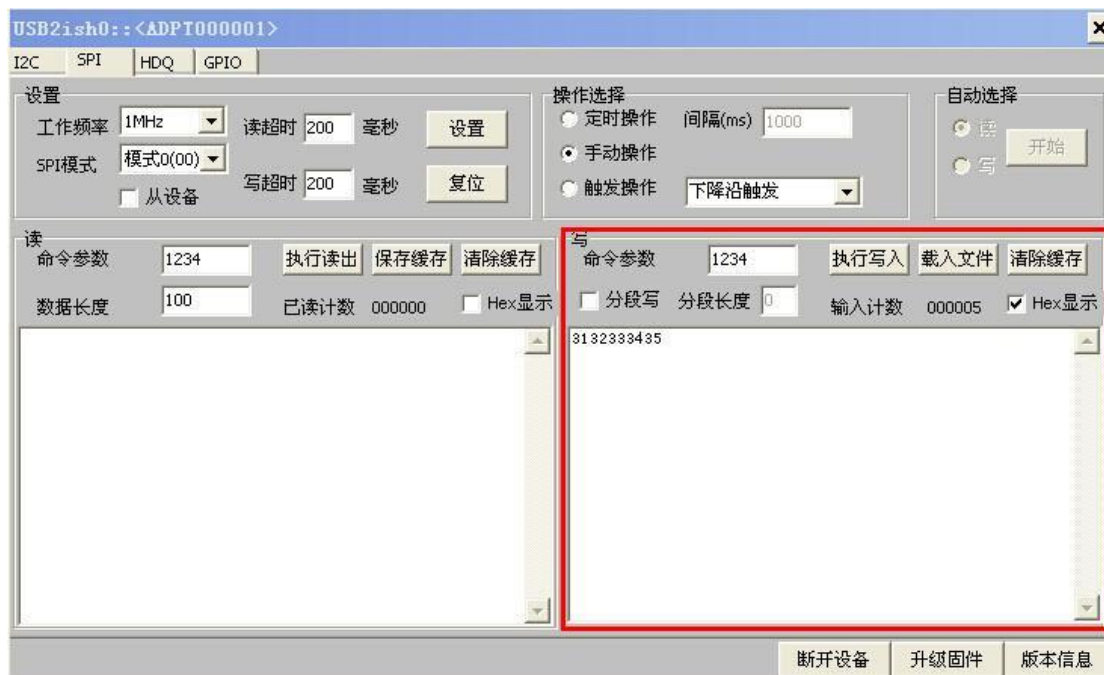 USB2ish0::<ADPT000001>
I2C SPI HDQ GPIO
设置
工作频率 1MHz 读超时 200 毫秒 设置
SPI模式 模式0(00) 写超时 200 毫秒 复位
从设备
操作选择
定时操作 间隔(ms) 1000
手动操作
触发操作 下降沿触发
自动选择
读 开始
写
读
命令参数 1234 执行读出 保存缓存 清除缓存
数据长度 100 已读计数 000000 Hex显示
写
命令参数 1234 执行写入 载入文件 清除缓存
分段写 分段长度 0 输入计数 000005 Hex显示
3132333435
断开设备 升级固件 版本信息